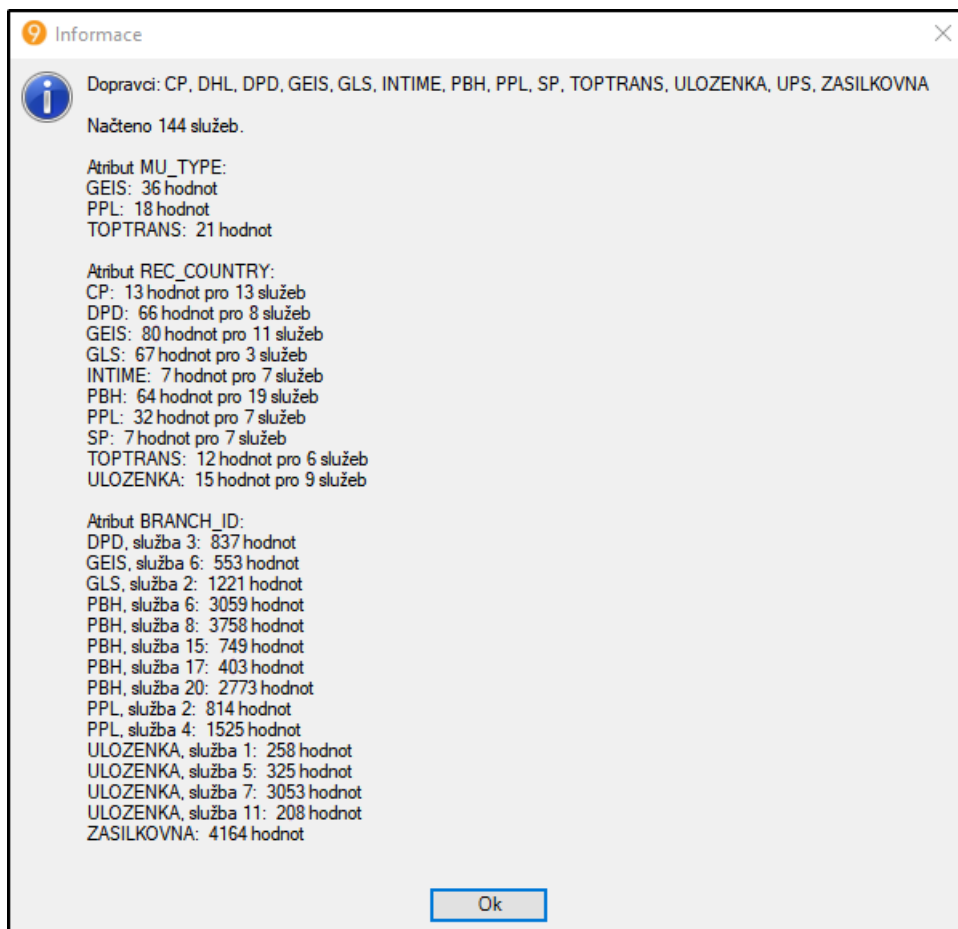 9 Informace
Dopravci: CP, DHL, DPD, GEIS, GLS, INTIME, PBH, PPL, SP, TOPTRANS, ULOZENKA, UPS, ZASILKOVNA
Načteno 144 služeb.
Atribut MU_TYPE:
GEIS: 36 hodnot
PPL: 18 hodnot
TOPTRANS: 21 hodnot
Atribut REC_COUNTRY:
CP: 13 hodnot pro 13 služeb
DPD: 66 hodnot pro 8 služeb
GEIS: 80 hodnot pro 11 služeb
GLS: 67 hodnot pro 3 služeb
INTIME: 7 hodnot pro 7 služeb
PBH: 64 hodnot pro 19 služeb
PPL: 32 hodnot pro 7 služeb
SP: 7 hodnot pro 7 služeb
TOPTRANS: 12 hodnot pro 6 služeb
ULOZENKA: 15 hodnot pro 9 služeb
Atribut BRANCH_ID:
DPD, služba 3: 837 hodnot
GEIS, služba 6: 553 hodnot
GLS, služba 2: 1221 hodnot
PBH, služba 6: 3059 hodnot
PBH, služba 8: 3758 hodnot
PBH, služba 15: 749 hodnot
PBH, služba 17: 403 hodnot
PBH, služba 20: 2773 hodnot
PPL, služba 2: 814 hodnot
PPL, služba 4: 1525 hodnot
ULOZENKA, služba 1: 258 hodnot
ULOZENKA, služba 5: 325 hodnot
ULOZENKA, služba 7: 3053 hodnot
ULOZENKA, služba 11: 208 hodnot
ZASILKOVNA: 4164 hodnot
Ok